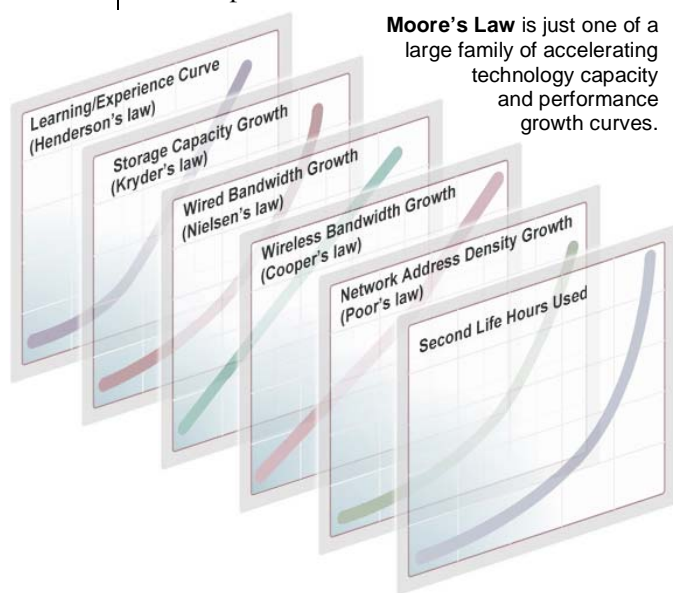 Moore's Law is just one of a
large family of accelerating
technology capacity
and performance
growth curves.
Learning/Experience Curve
(Henderson's law)
Storage Capacity Growth
(Kryder's law)
Wired Bandwidth Growth
(Nielsen's law)
Wireless Bandwidth Growth
(Cooper's law)
Network Address Density Growth
(Poor's law)
Second Life Hours Used